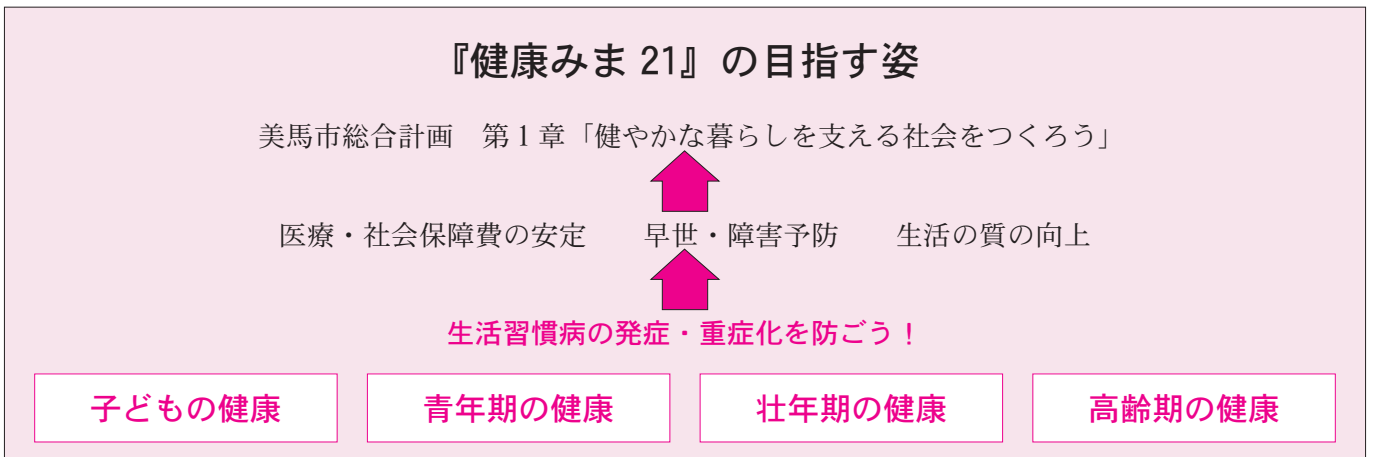 『健康みま 21』の目指す姿
美馬市総合計画　第１章「健やかな暮らしを支える社会をつくろう」
医療・社会保障費の安定　早世・障害予防　生活の質の向上
生活習慣病の発症・重症化を防ごう！
子どもの健康　青年期の健康　壮年期の健康　高齢期の健康